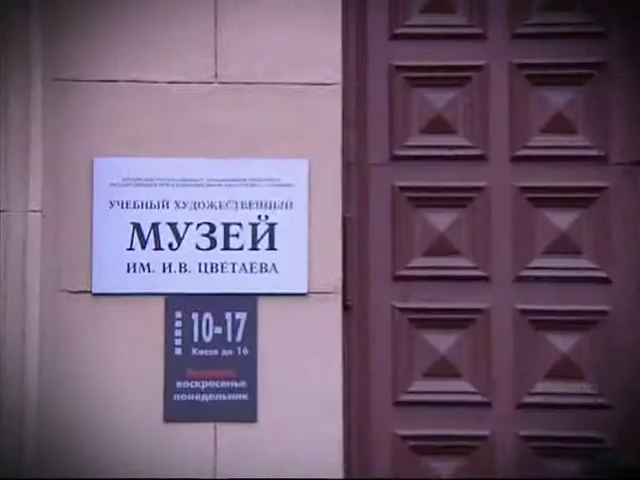 УЧЕБНЫЙ ХУДОЖЕСТВЕННЫЙ
МУЗЕЙ
ИМ. И.В. ЦВЕТАЕВА
10-17
Касса до 16
воскресенье
понедельник